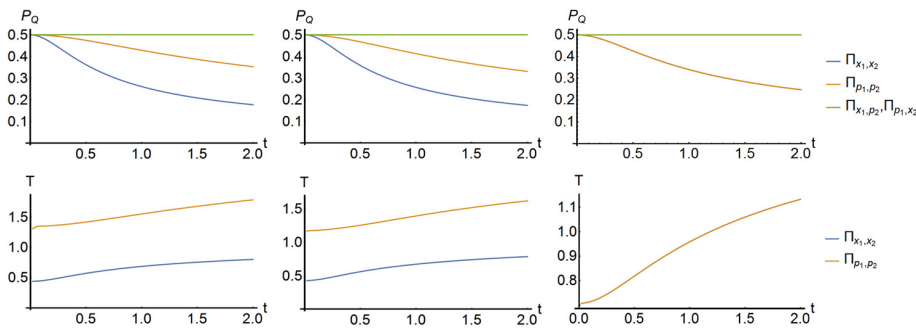 P_Q P_Q P_Q
0.5 0.5 0.5
0.4 0.4 0.4
0.3 0.3 0.3
0.2 0.2 0.2
0.1 0.1 0.1
0.5 1.0 1.5 2.0 t 0.5 1.0 1.5 2.0 t 0.5 1.0 1.5 2.0 t
Π_{x_1,x_2}
Π_{p_1,p_2}
Π_{x_1,p_2},Π_{p_1,x_2}
T T T
1.5 1.5 1.1
1.0 1.0 1.0
0.5 0.5 0.9
0.8
0.5 1.0 1.5 2.0 t 0.5 1.0 1.5 2.0 t 0.0 0.5 1.0 1.5 2.0 t
Π_{x_1,x_2}
Π_{p_1,p_2}